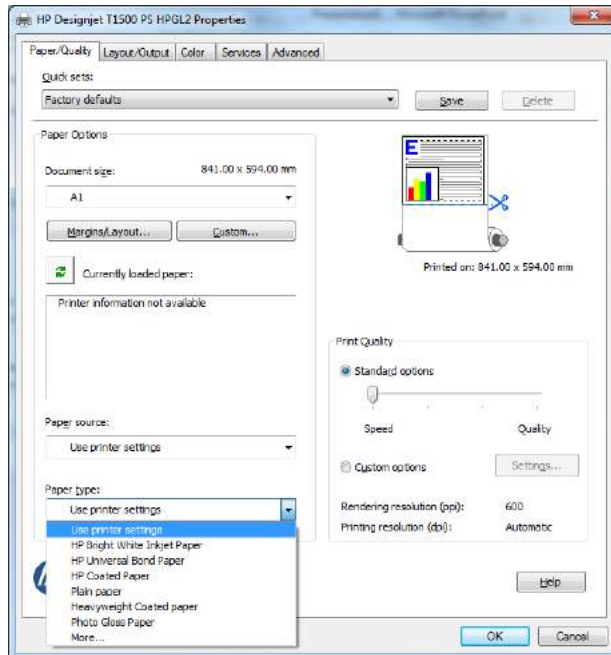 HP Designjet T1500 PS HPGL2 Properties
Paper/Quality Layout/Output Color Services Advanced
Quick sets:
Factory defaults
Save
Delete
Paper Options
Document size: 841.00 x 594.00 mm
A1
Margins/Layout...
Custom...
Currently loaded paper:
Printer information not available
Paper source:
Use printer settings
Paper type:
Use printer settings
Use printer settings
HP Bright White Inkjet Paper
HP Universal Bond Paper
HP Coated Paper
Plain paper
Heavyweight Coated paper
Photo Gloss Paper
More...
E
Printed on: 841.00 x 594.00 mm
Print Quality
Standard options
Speed Quality
Custom options
Settings...
Rendering resolution (ppi): 600
Printing resolution (dpi): Automatic
Help
OK Cancel